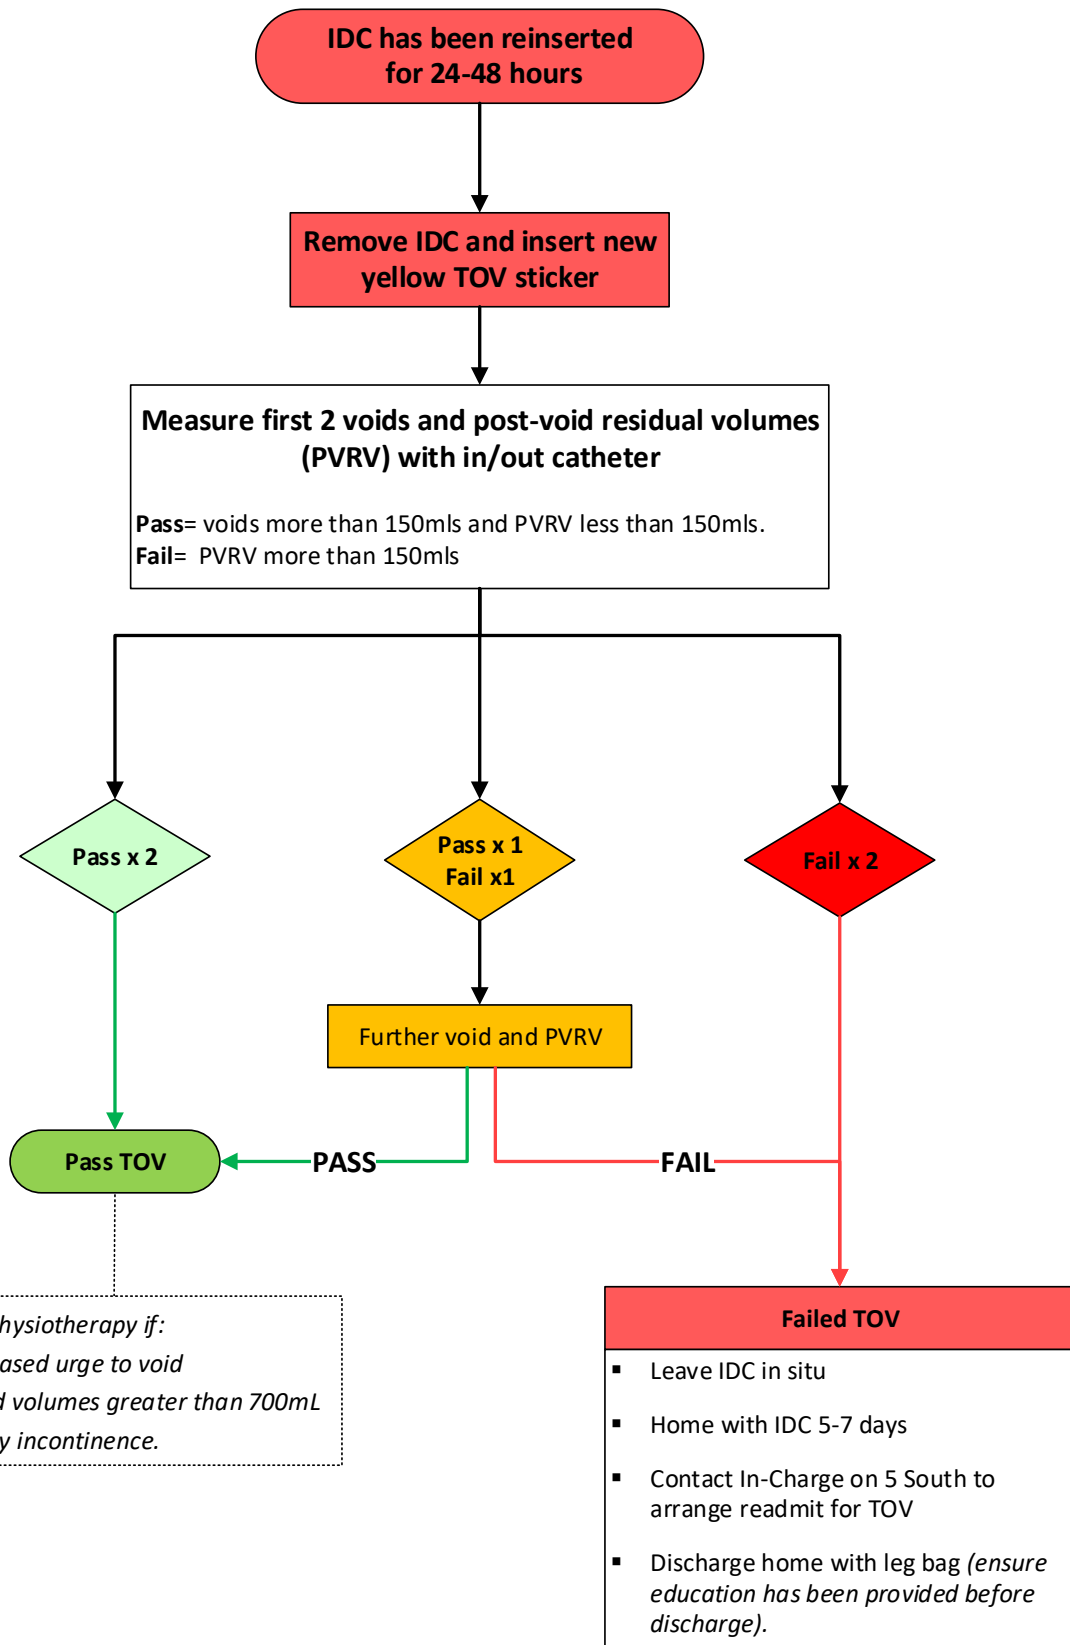 IDC has been reinserted
for 24-48 hours
Remove IDC and insert new
yellow TOV sticker
Measure first 2 voids and post-void residual volumes
(PVRV) with in/out catheter
Pass= voids more than 150mls and PVRV less than 150mls.
Fail= PVRV more than 150mls
Pass x 2
Pass x 1
Fail x1
Fail x 2
Further void and PVRV
Pass TOV
PASS
FAIL
if:
urge to void
volumes greater than 700mL
incontinence.
Failed TOV
▪ Leave IDC in situ
▪ Home with IDC 5-7 days
▪ Contact In-Charge on 5 South to
arrange readmit for TOV
▪ Discharge home with leg bag (ensure
education has been provided before
discharge).